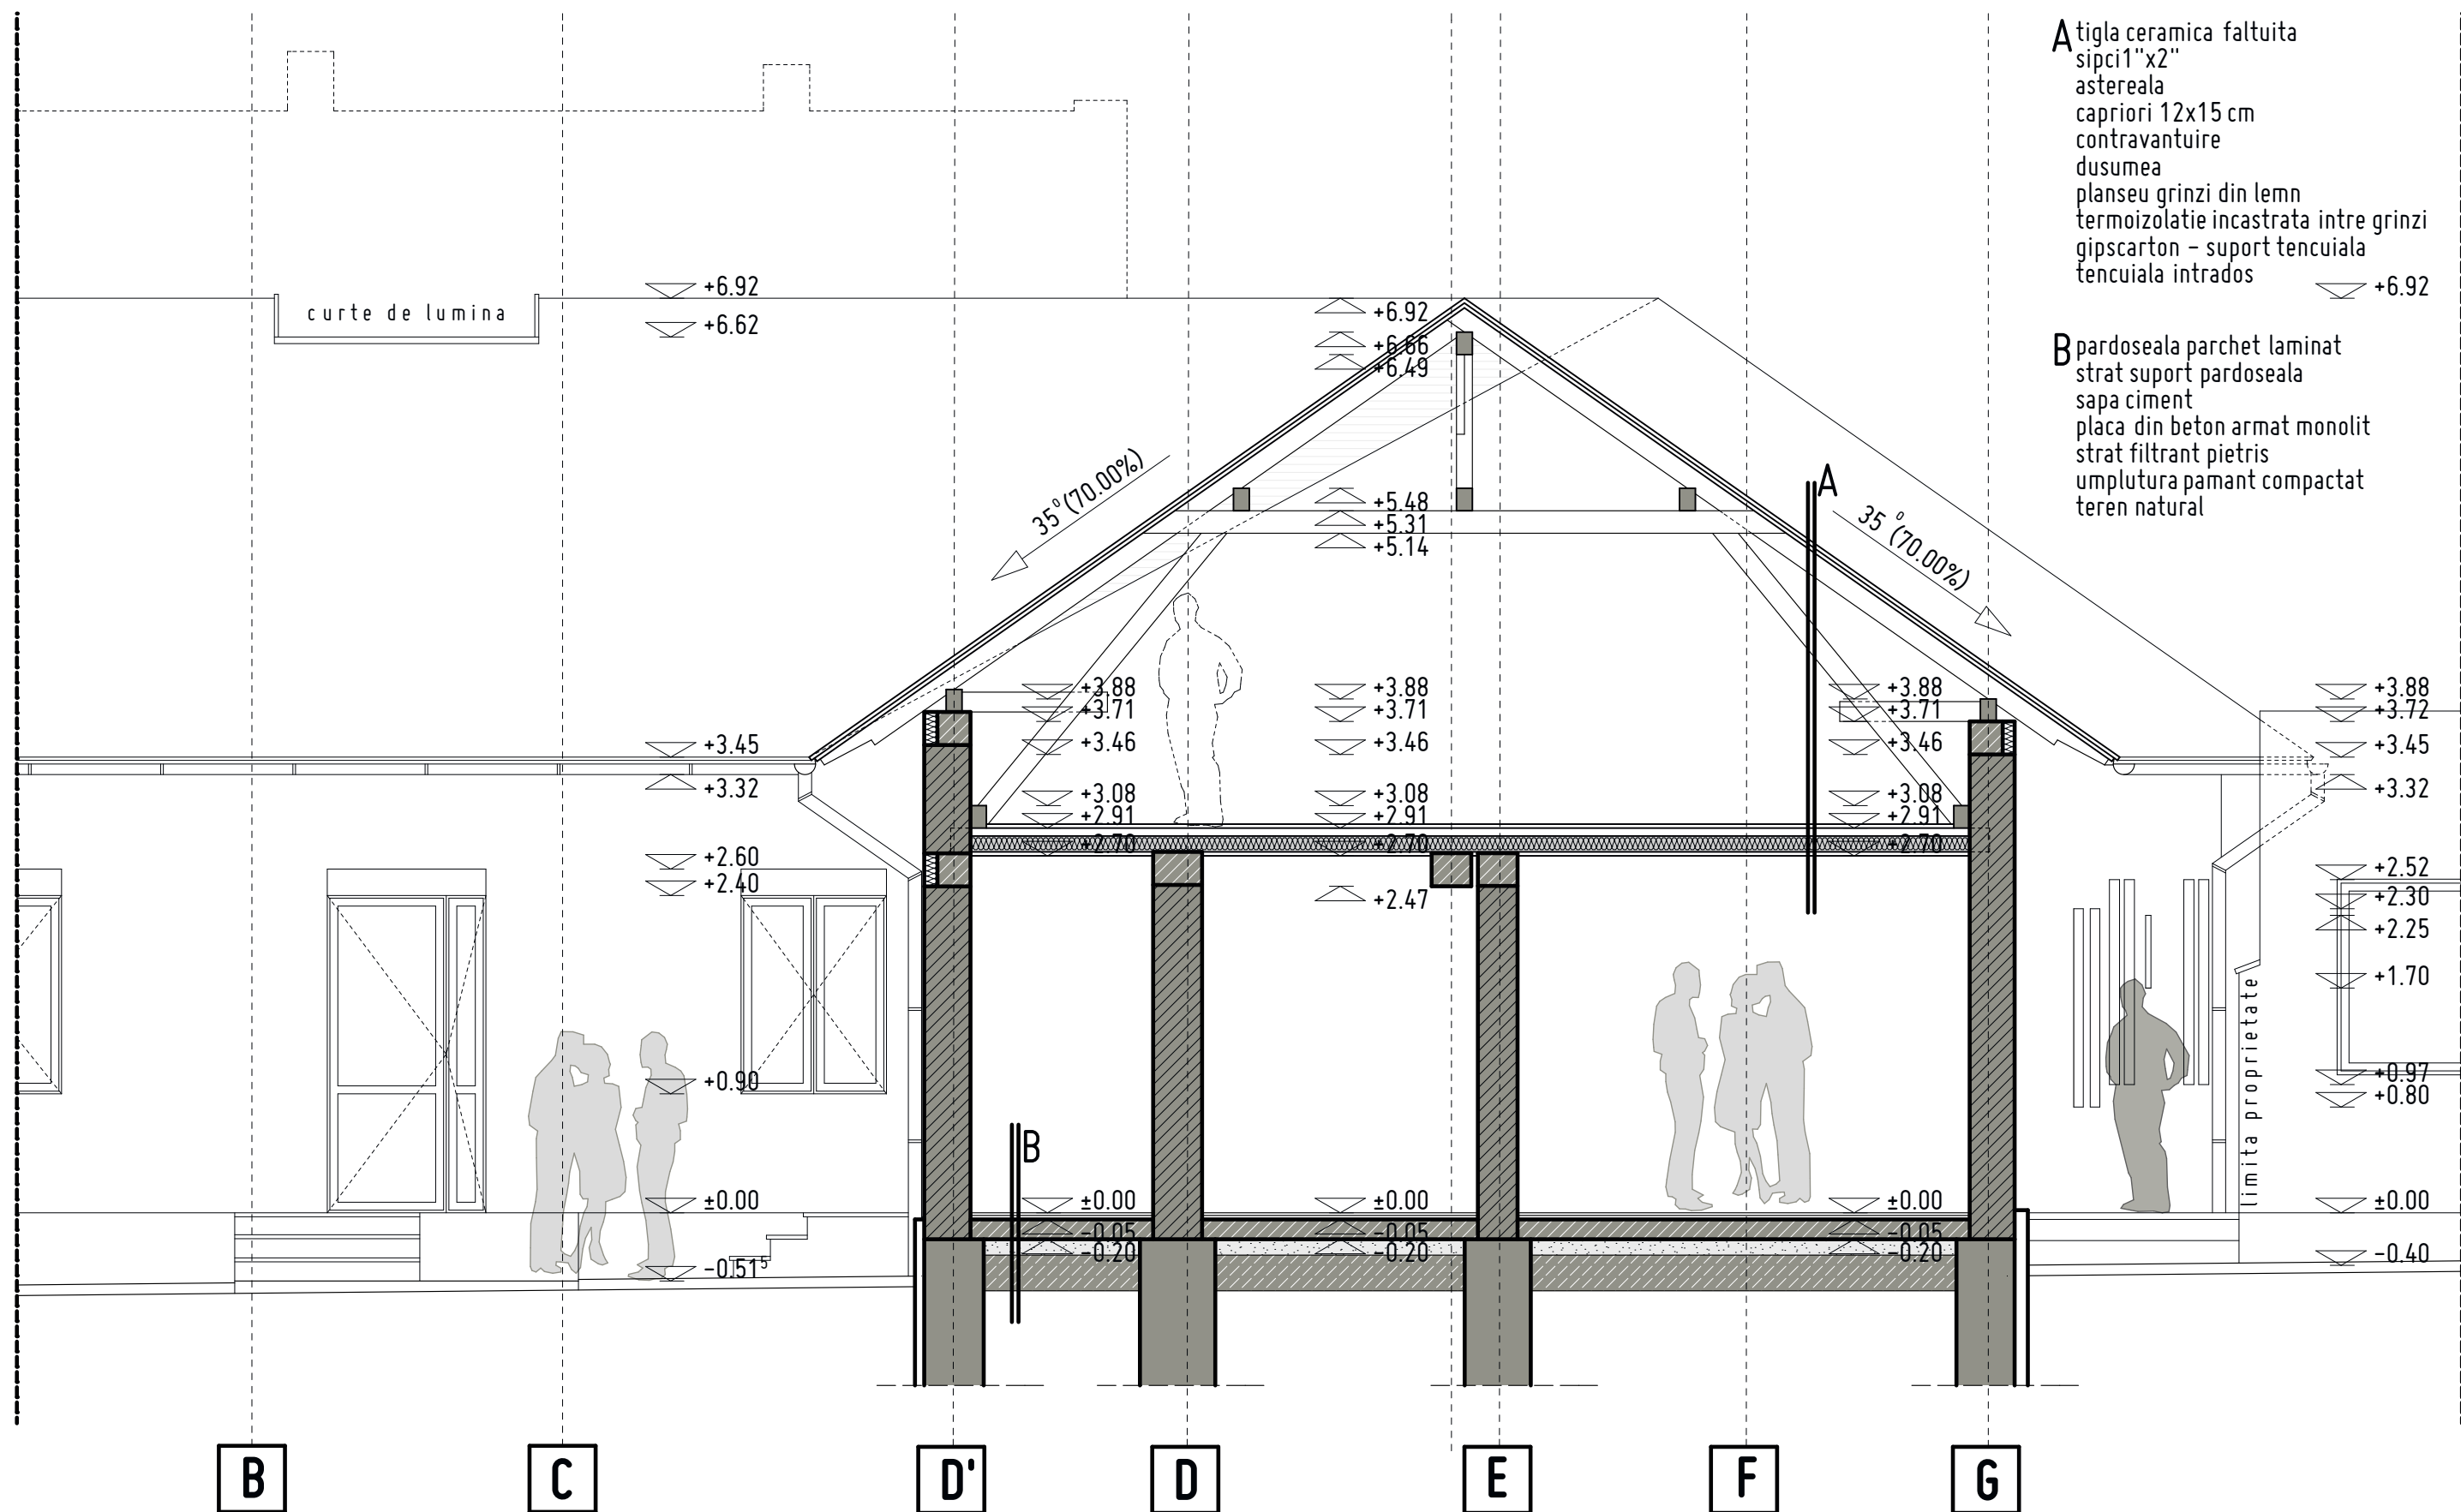 A
tigla ceramica faltuita
sipci1"x2"
astereala
capriori 12x15 cm
contravantuire
dusumea
planseu grinzi din lemn
termoizolatie incastrata intre grinzi
gipscarton - suport tencuiala
tencuiala intrados
B
pardoseala parchet laminat
strat suport pardoseala
sapa ciment
placa din beton armat monolit
strat filtrant pietris
umplutura pamant compactat
teren natural
curte de lumina
+6.92
+6.62
+3.45
+3.32
+2.60
+2.40
+0.90
±0.00
-0.51⁵
35°(70.00%)
+3.88
+3.71
+3.46
+3.08
+2.91
+2.70
B
±0.00
-0.05
-0.20
+6.92
+6.66
+6.49
+5.48
+5.31
+5.14
+3.88
+3.71
+3.46
+3.08
+2.91
+2.70
+2.47
±0.00
-0.05
-0.20
A
35°(70.00%)
+3.88
+3.71
+3.46
+3.08
+2.91
+2.70
±0.00
-0.05
-0.20
limita proprietate
+6.92
+3.88
+3.72
+3.45
+3.32
+2.52
+2.30
+2.25
+1.70
+0.97
+0.80
±0.00
-0.40
B C D' D E F G